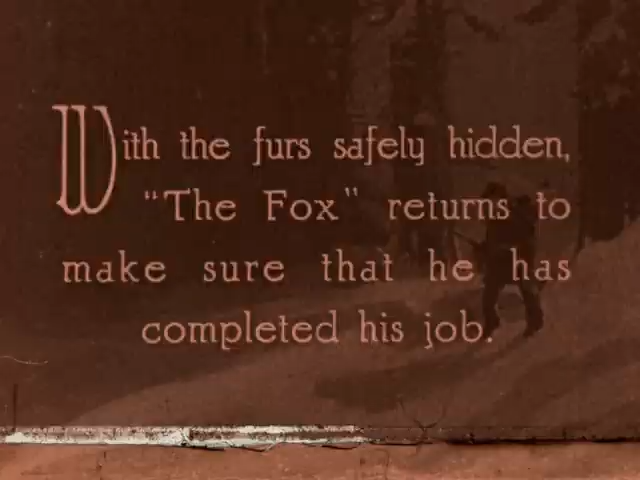 With the furs safely hidden,
"The Fox" returns to
make sure that he has
completed his job.